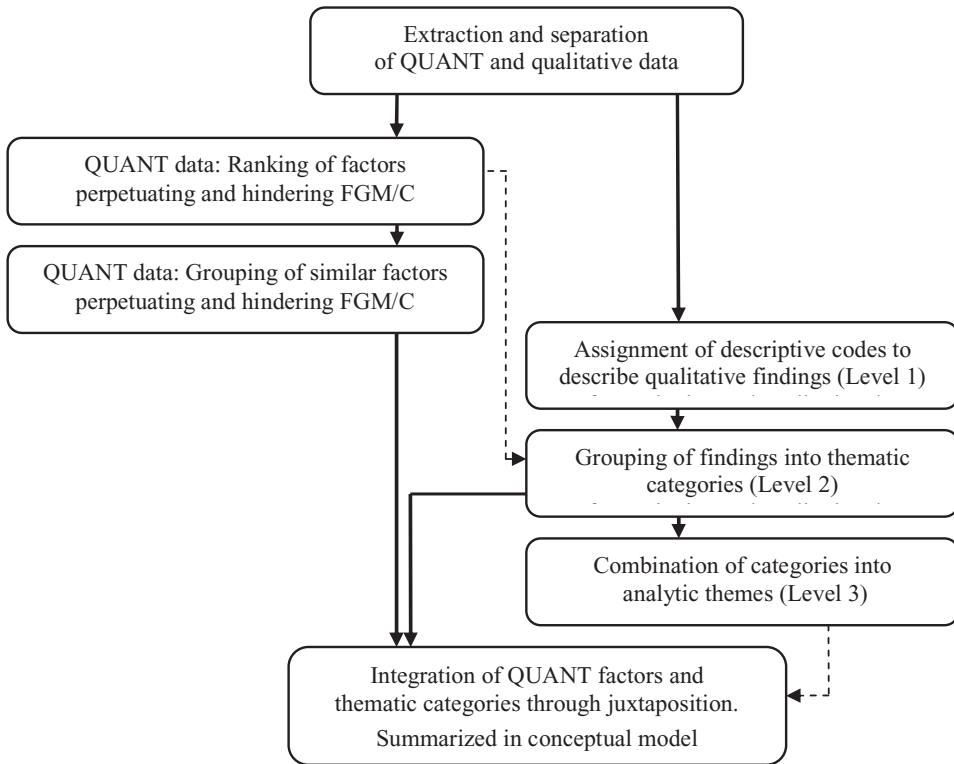 Extraction and separation
of QUANT and qualitative data
QUANT data: Ranking of factors
perpetuating and hindering FGM/C
QUANT data: Grouping of similar factors
perpetuating and hindering FGM/C
Assignment of descriptive codes to
describe qualitative findings (Level 1)
Grouping of findings into thematic
categories (Level 2)
Combination of categories into
analytic themes (Level 3)
Integration of QUANT factors and
thematic categories through juxtaposition.
Summarized in conceptual model